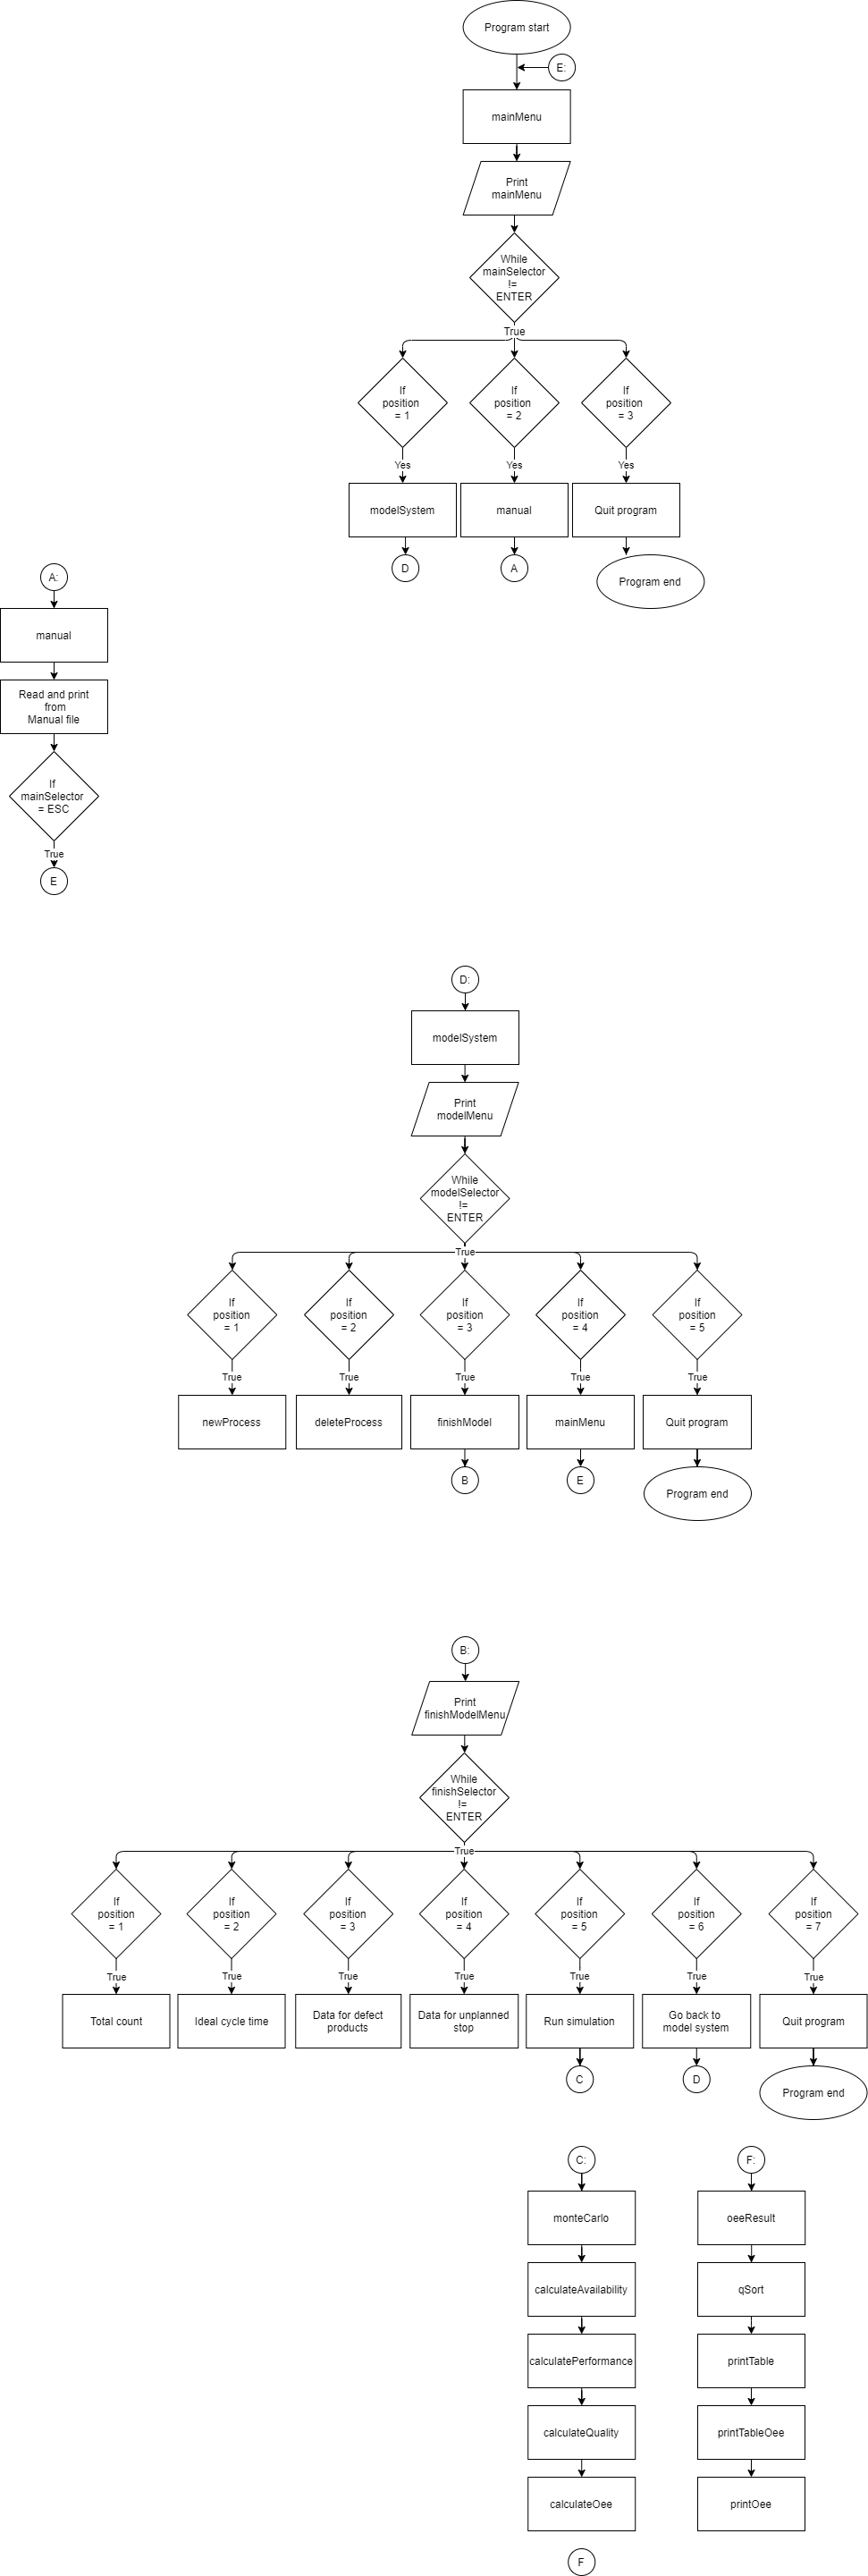 Program start
E:
mainMenu
Print
mainMenu
While
mainSelector
!=
ENTER
True
If
position
= 1
If
position
= 2
If
position
= 3
Yes
Yes
Yes
modelSystem
manual
Quit program
D
A
Program end
A:
manual
Read and print
from
Manual file
If
mainSelector
= ESC
True
E
D:
modelSystem
Print
modelMenu
While
modelSelector
!=
ENTER
True
If
position
= 1
If
position
= 2
If
position
= 3
If
position
= 4
If
position
= 5
True
True
True
True
True
newProcess
deleteProcess
finishModel
mainMenu
Quit program
B
E
Program end
B:
Print
finishModelMenu
While
finishSelector
!=
ENTER
True
If
position
= 1
If
position
= 2
If
position
= 3
If
position
= 4
If
position
= 5
If
position
= 6
If
position
= 7
True
True
True
True
True
True
True
Total count
Ideal cycle time
Data for defect
products
Data for unplanned
stop
Run simulation
Go back to
model system
Quit program
C
D
Program end
C:
monteCarlo
calculateAvailability
calculatePerformance
calculateQuality
calculateOee
F
F:
oeeResult
qSort
printTable
printTableOee
printOee